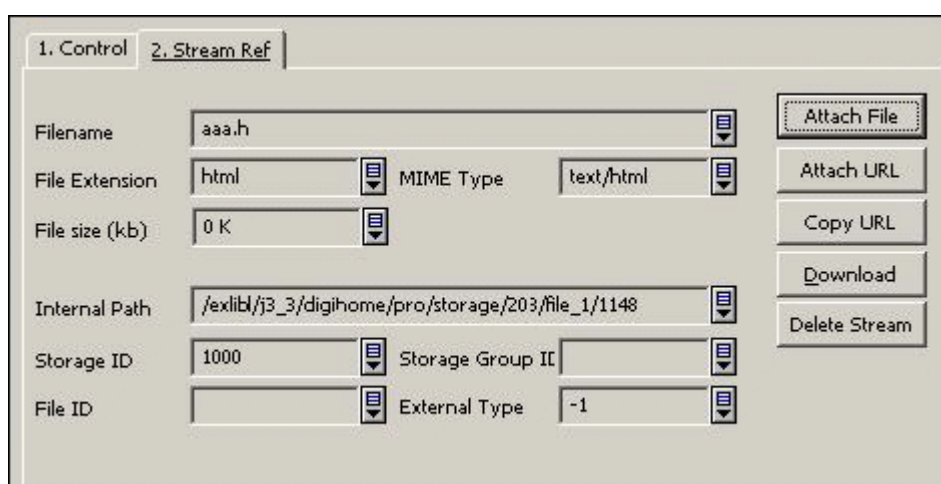 1. Control 2. Stream Ref
Filename aaa.h
Attach File
File Extension html MIME Type text/html
Attach URL
File size (kb) 0 K
Copy URL
Download
Internal Path /exlibl/j3_3/digihome/pro/storage/203/file_1/1148
Delete Stream
Storage ID 1000 Storage Group II
File ID External Type -1